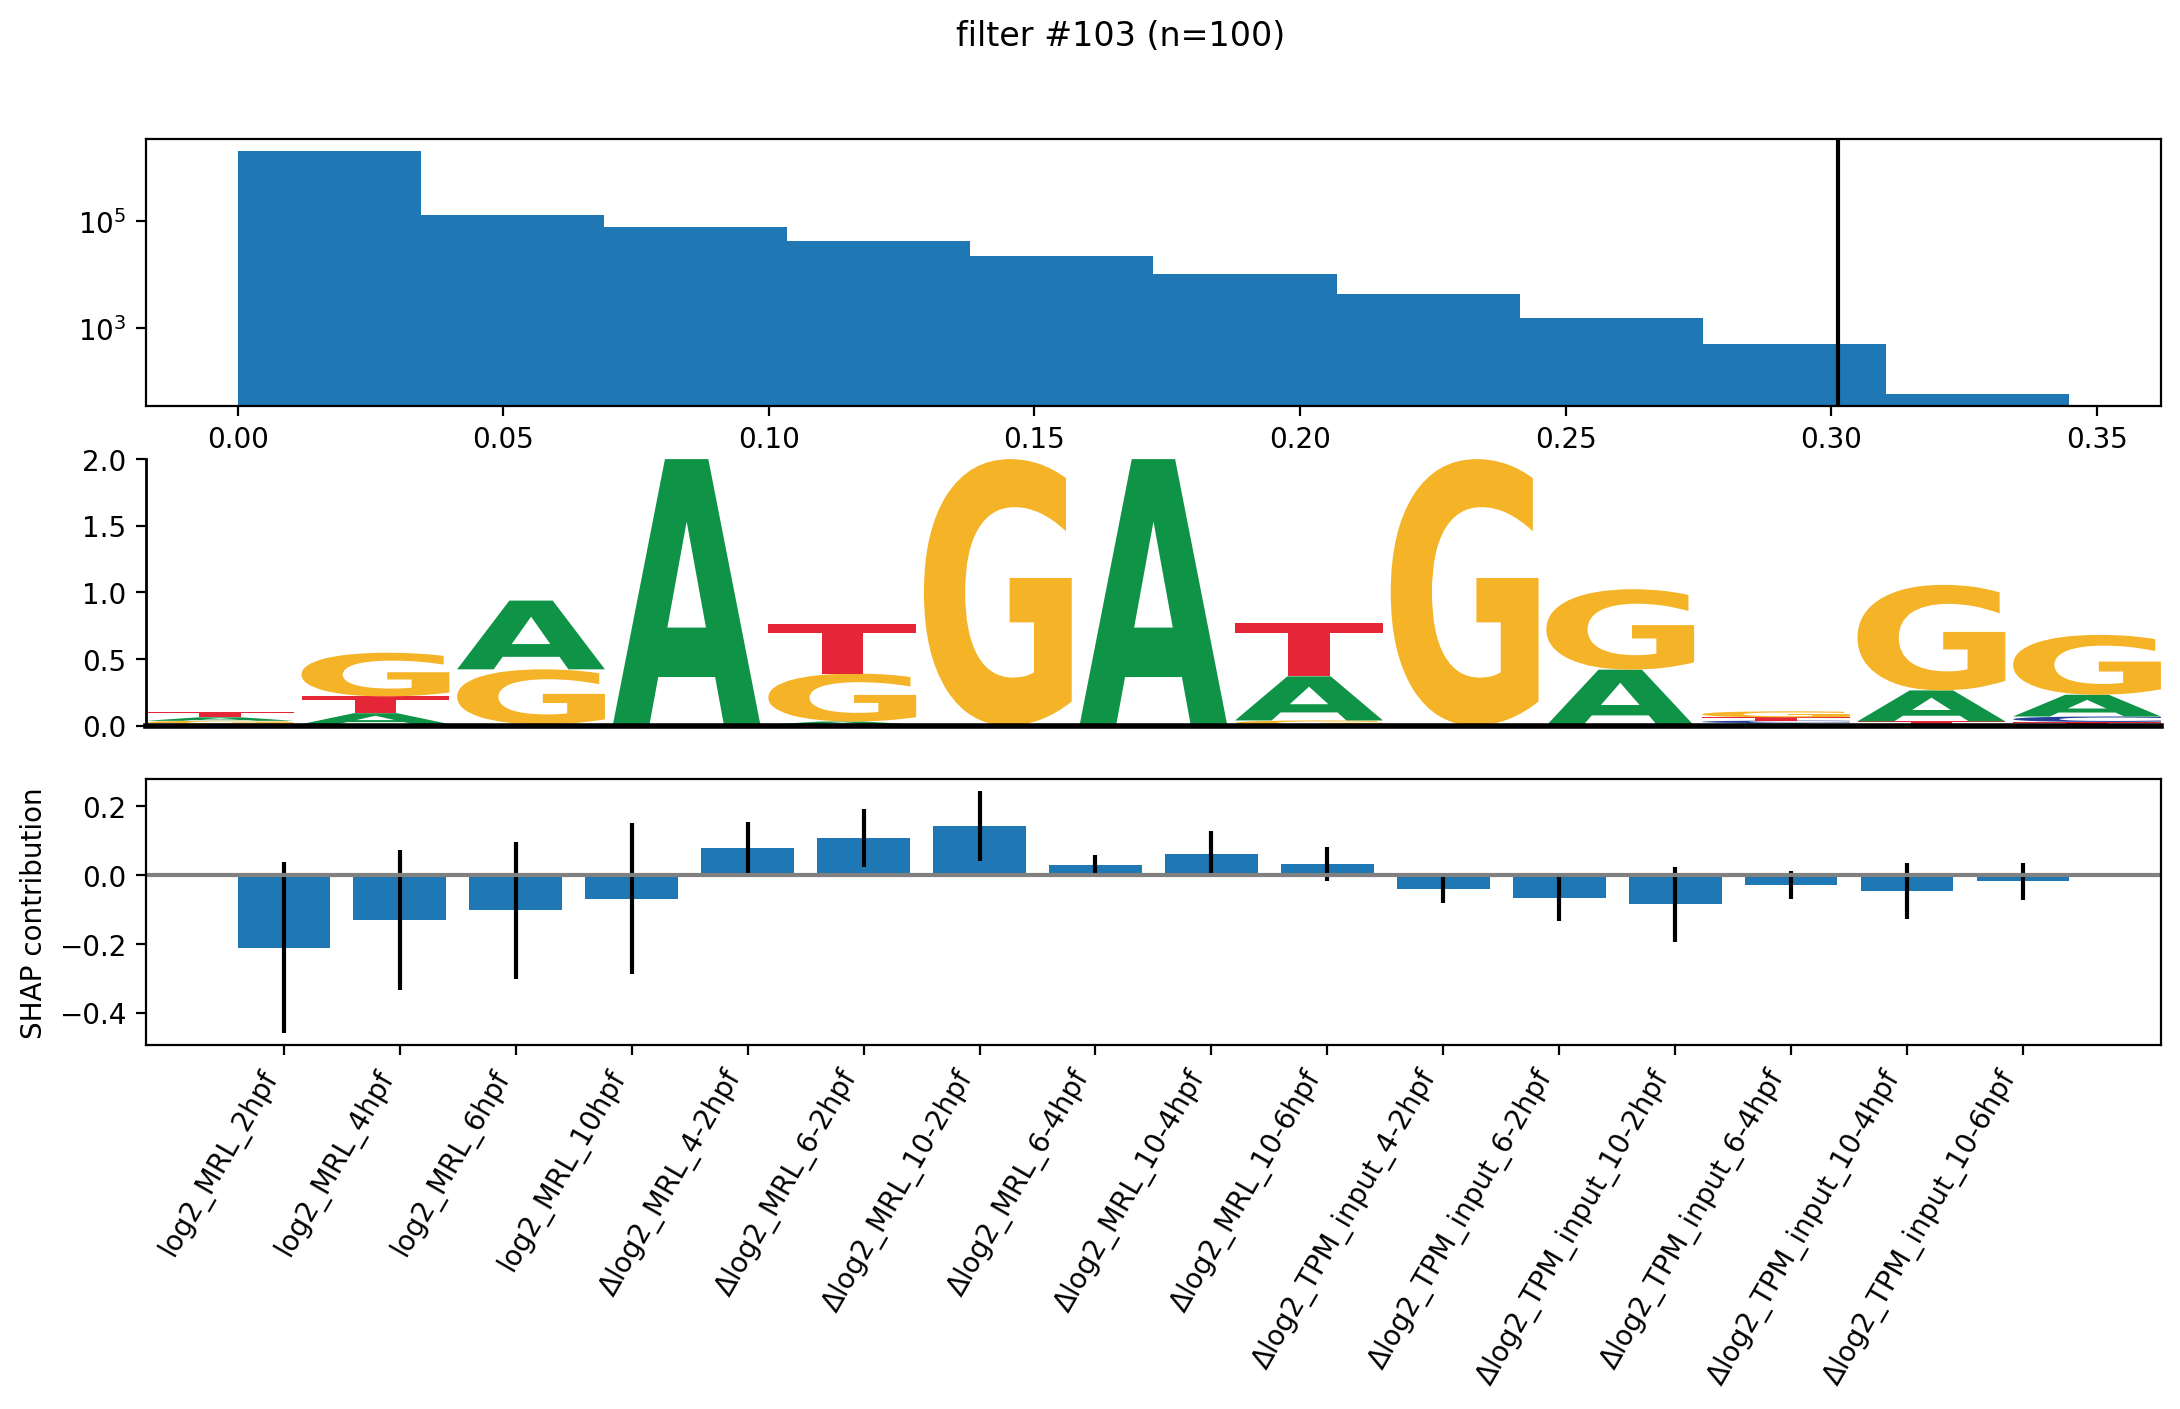 filter #103 (n=100)
10^5
10^3
0.00 0.05 0.10 0.15 0.20 0.25 0.30 0.35
2.0
1.5
1.0
0.5
0.0
T G A A T G A T G G G G G
T G G A A T A A
A
SHAP contribution
0.2
0.0
−0.2
−0.4
log2_MRL_2hpf
log2_MRL_4hpf
log2_MRL_6hpf
log2_MRL_10hpf
Δlog2_MRL_4-2hpf
Δlog2_MRL_6-2hpf
Δlog2_MRL_10-2hpf
Δlog2_MRL_6-4hpf
Δlog2_MRL_10-4hpf
Δlog2_MRL_10-6hpf
Δlog2_TPM_input_4-2hpf
Δlog2_TPM_input_6-2hpf
Δlog2_TPM_input_10-2hpf
Δlog2_TPM_input_6-4hpf
Δlog2_TPM_input_10-4hpf
Δlog2_TPM_input_10-6hpf